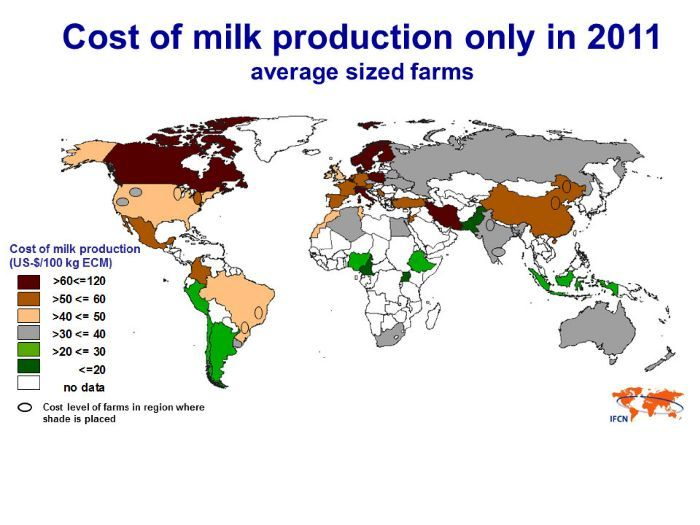 Cost of milk production only in 2011
average sized farms
Cost of milk production
(US-$/100 kg ECM)
>60<=120
>50 <= 60
>40 <= 50
>30 <= 40
>20 <= 30
<=20
no data
Cost level of farms in region where
shade is placed
IFCN